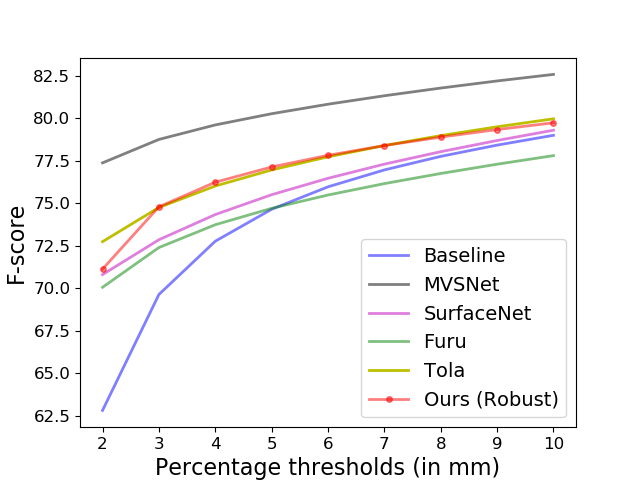 82.5
80.0
77.5
75.0
72.5
70.0
67.5
65.0
62.5
F-score
2 3 4 5 6 7 8 9 10
Percentage thresholds (in mm)
Baseline
MVSNet
SurfaceNet
Furu
Tola
Ours (Robust)